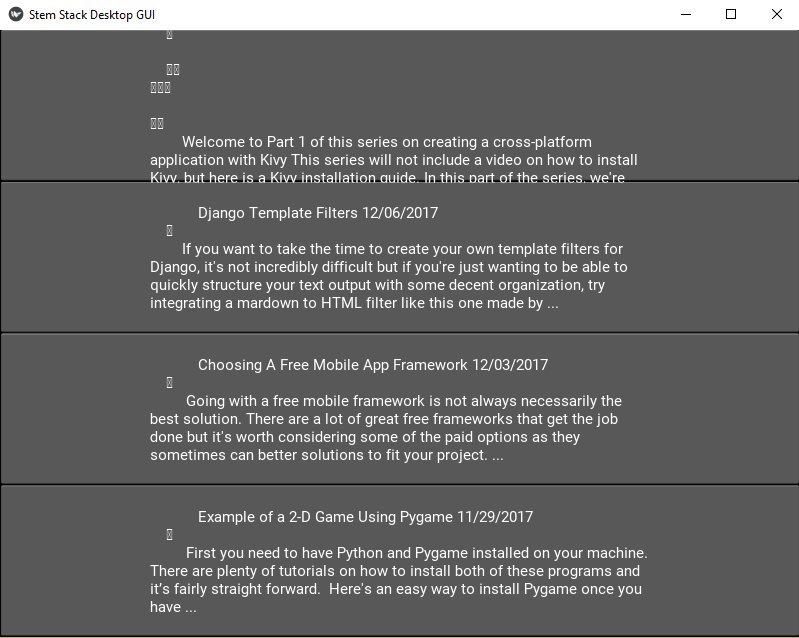 Stem Stack Desktop GUI
Welcome to Part 1 of this series on creating a cross-platform
application with Kivy This series will not include a video on how to install
Kivy, but here is a Kivy installation guide. In this part of the series, we're
Django Template Filters 12/06/2017
If you want to take the time to create your own template filters for
Django, it's not incredibly difficult but if you're just wanting to be able to
quickly structure your text output with some decent organization, try
integrating a mardown to HTML filter like this one made by ...
Choosing A Free Mobile App Framework 12/03/2017
Going with a free mobile framework is not always necessarily the
best solution. There are a lot of great free frameworks that get the job
done but it's worth considering some of the paid options as they
sometimes can better solutions to fit your project. ...
Example of a 2-D Game Using Pygame 11/29/2017
First you need to have Python and Pygame installed on your machine.
There are plenty of tutorials on how to install both of these programs and
it’s fairly straight forward.  Here's an easy way to install Pygame once you
have ...